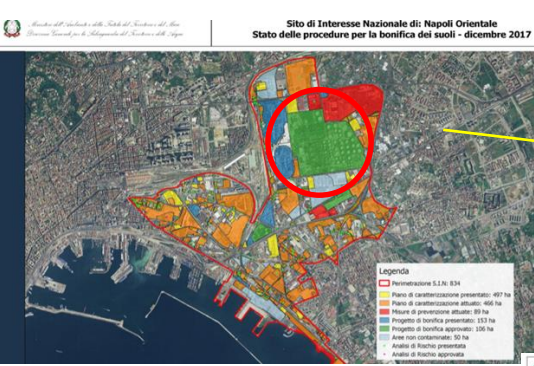 Ministero dell'Ambiente e della Tutela del Territorio e del Mare
Direzione Generale per la Salvaguardia del Territorio e delle Acque
Sito di Interesse Nazionale di: Napoli Orientale
Stato delle procedure per la bonifica dei suoli - dicembre 2017
Legenda
Perimetrazione S.I.N: 834
Piano di caratterizzazione presentato: 497 ha
Piano di caratterizzazione attuato: 466 ha
Misure di prevenzione attuate: 89 ha
Progetto di bonifica presentato: 153 ha
Progetto di bonifica approvato: 106 ha
Aree non contaminate: 50 ha
Analisi di Rischio presentata
Analisi di Rischio approvata